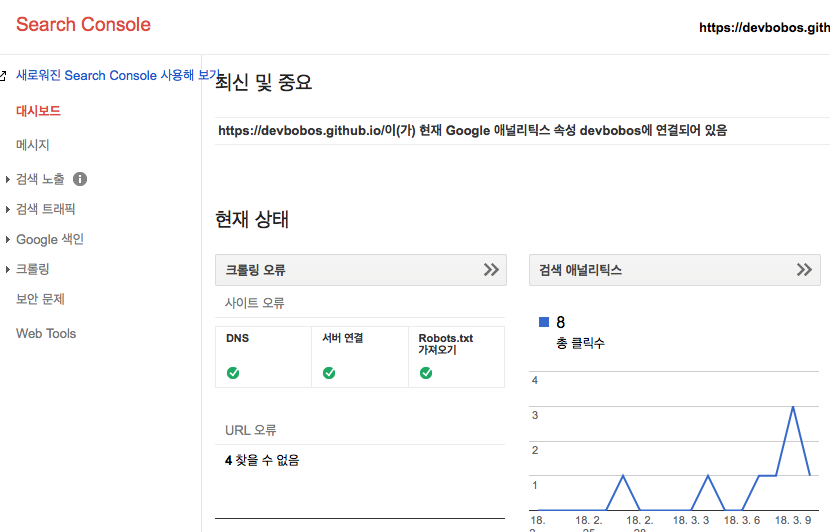 Search Console
https://devbobos.gith
새로워진 Search Console 사용해 보기
최신 및 중요
대시보드
https://devbobos.github.io/이(가) 현재 Google 애널리틱스 속성 devbobos에 연결되어 있음
메시지
검색 노출
검색 트래픽
Google 색인
크롤링
보안 문제
Web Tools
현재 상태
크롤링 오류
사이트 오류
DNS
서버 연결
Robots.txt
가져오기
URL 오류
4 찾을 수 없음
검색 애널리틱스
8
총 클릭수
4
3
2
1
18.
18. 2.
18. 2.
18. 3. 3
18. 3. 6
18. 3. 9